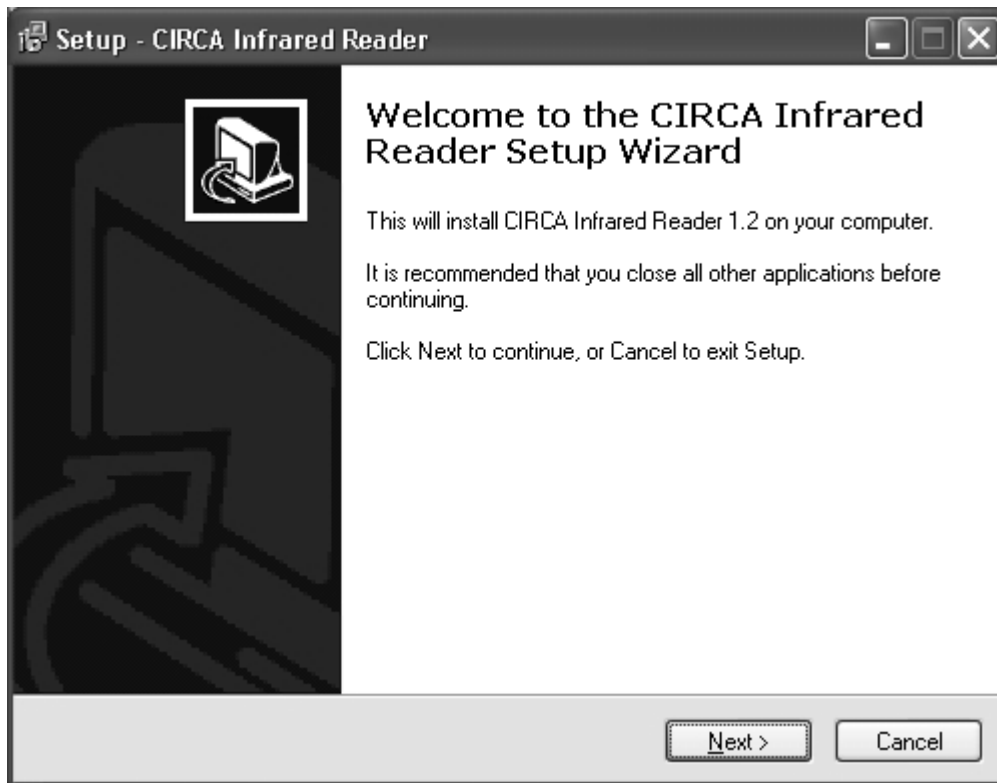 Setup - CIRCA Infrared Reader
Welcome to the CIRCA Infrared
Reader Setup Wizard
This will install CIRCA Infrared Reader 1.2 on your computer.
It is recommended that you close all other applications before
continuing.
Click Next to continue, or Cancel to exit Setup.
Next >
Cancel